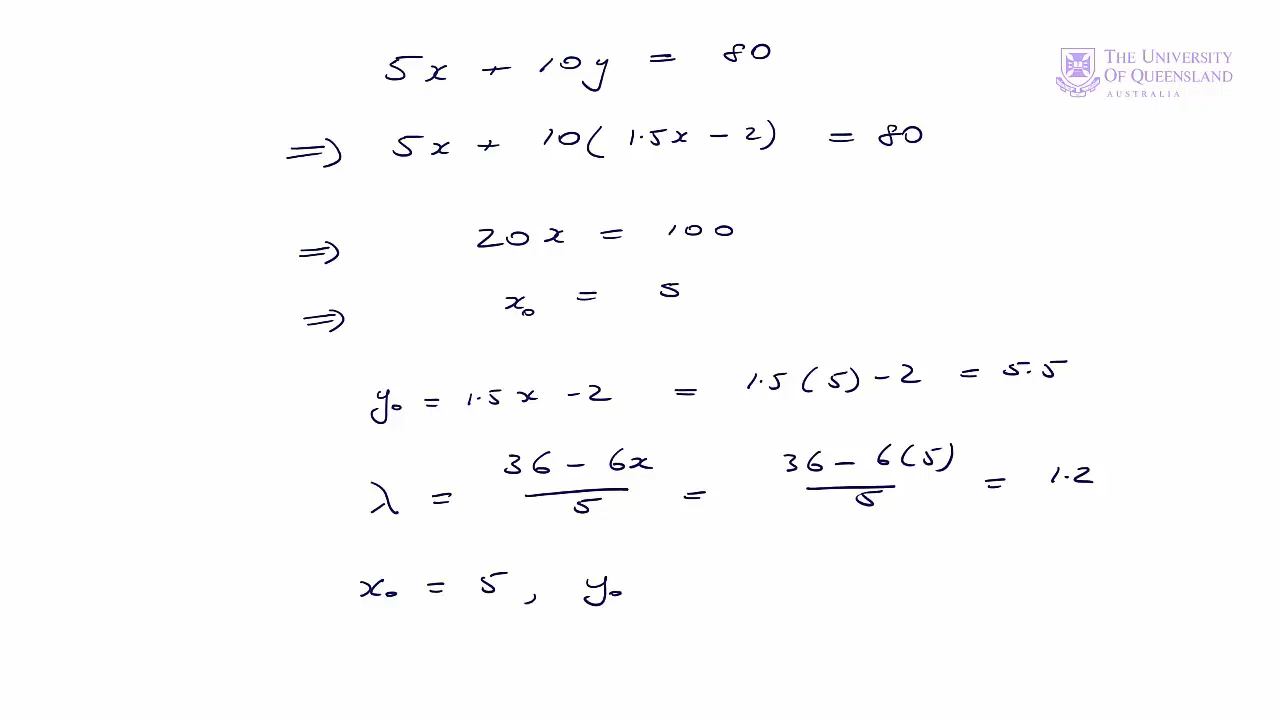 5x + 10y = 80
THE UNIVERSITY
OF QUEENSLAND
AUSTRALIA
⇒ 5x + 10(1.5x - 2) = 80
⇒ 20x = 100
⇒ x₀ = 5
y₀ = 1.5x - 2 = 1.5(5) - 2 = 5.5
λ = (36 - 6x)/5 = (36 - 6(5))/5 = 1.2
x₀ = 5, y₀